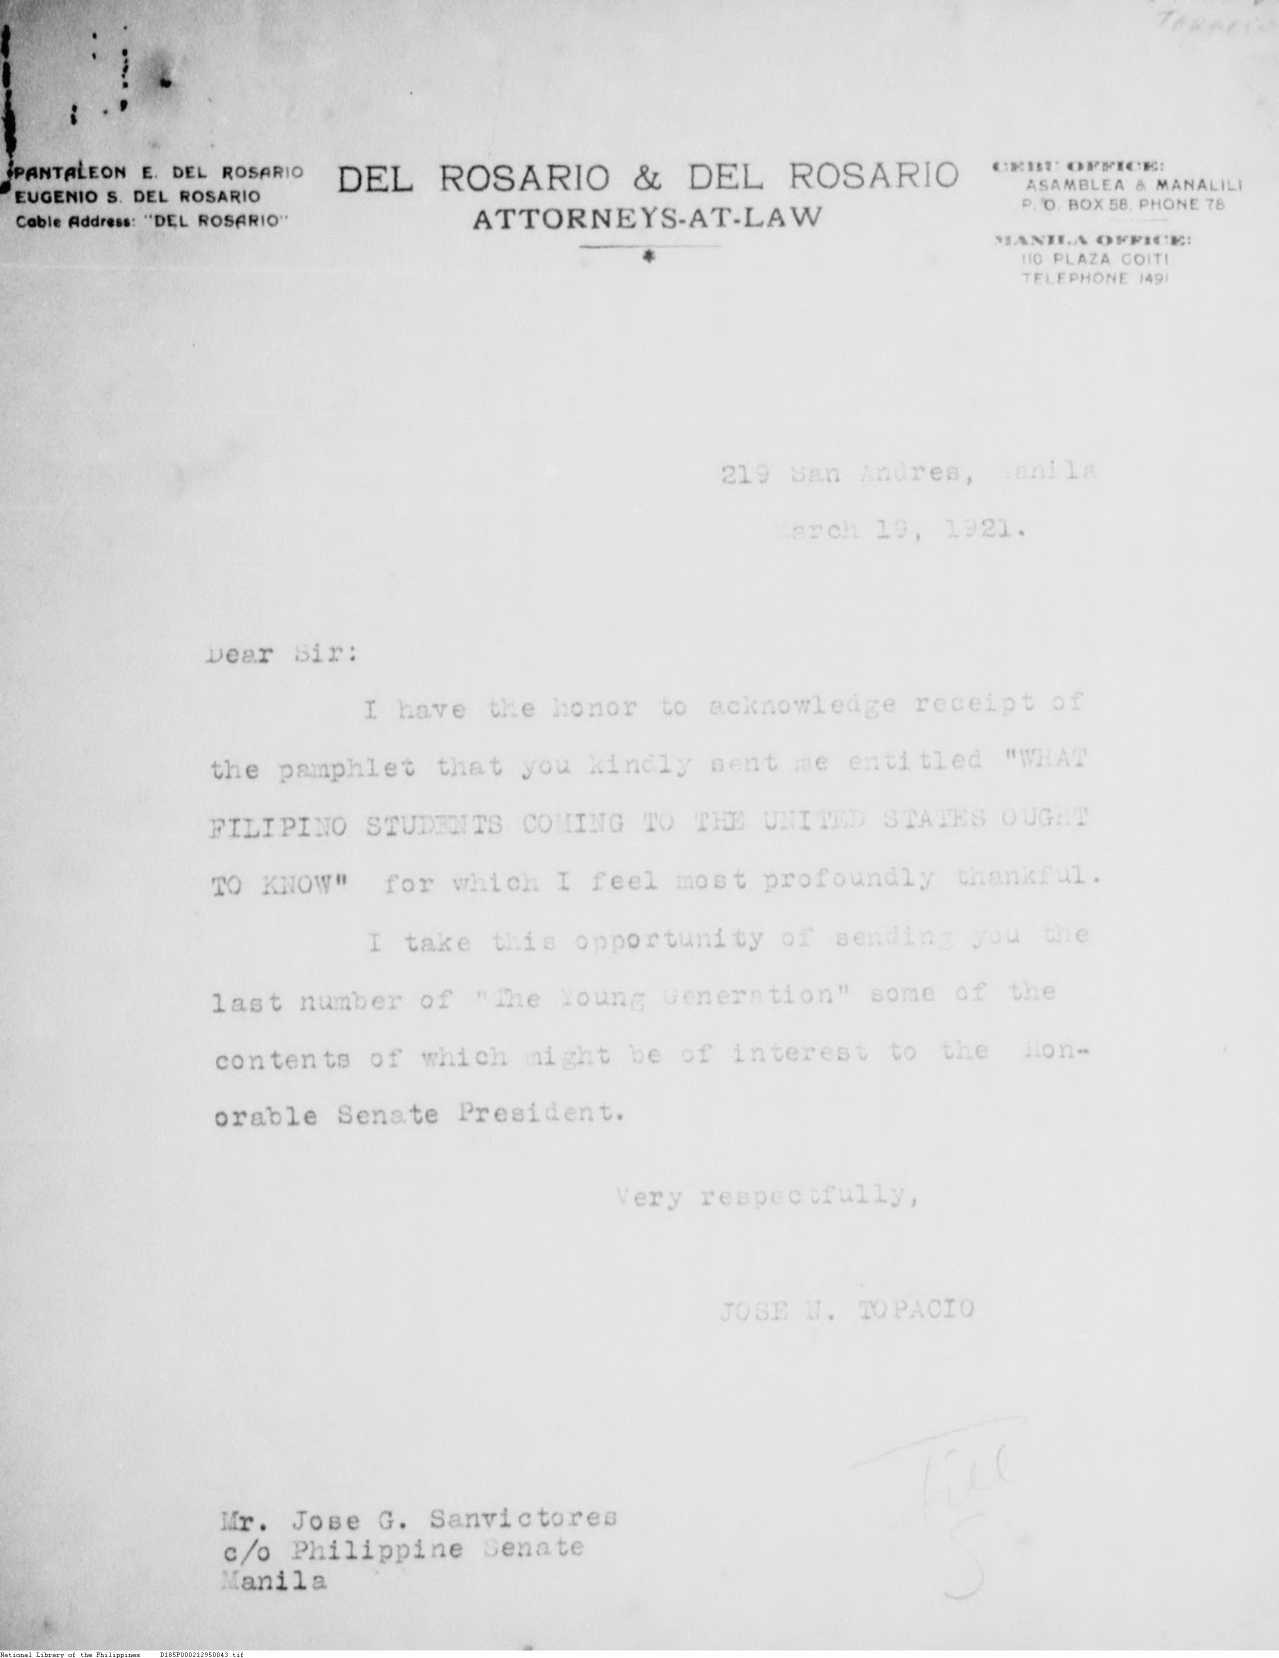 TOPACIO
PANTALEON E. DEL ROSARIO
EUGENIO S. DEL ROSARIO
Cable Address: "DEL ROSARIO"
DEL ROSARIO & DEL ROSARIO
ATTORNEYS-AT-LAW
CEBU OFFICE:
ASAMBLEA & MANALILI
P. O. BOX 58, PHONE 78
MANILA OFFICE:
110 PLAZA GOITI
TELEPHONE 1491
219 San Andres, Manila
March 19, 1921.
Dear Sir:
I have the honor to acknowledge receipt of
the pamphlet that you kindly sent me entitled "WHAT
FILIPINO STUDENTS COMING TO THE UNITED STATES OUGHT
TO KNOW" for which I feel most profoundly thankful.
I take this opportunity of sending you the
last number of "The Young Generation" some of the
contents of which might be of interest to the Hon-
orable Senate President.
Very respectfully,
JOSE N. TOPACIO
File
S
Mr. Jose G. Sanvictores
c/o Philippine Senate
Manila
National Library of the Philippines D185P000212950043.tif